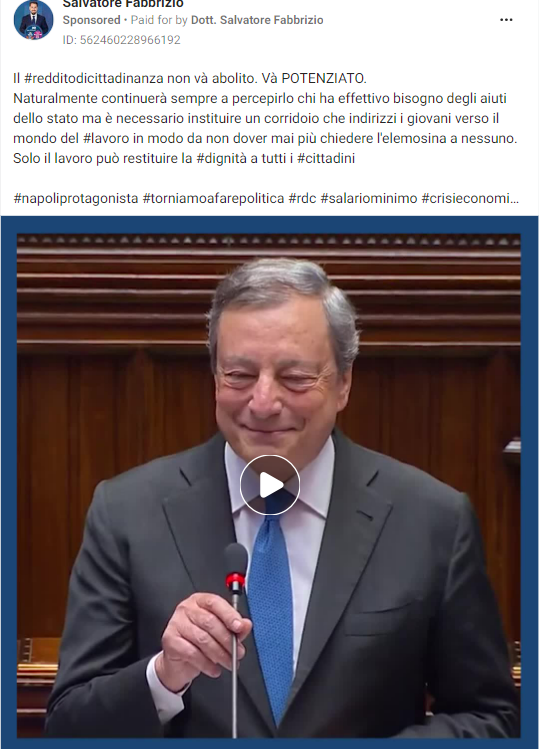 Salvatore Fabbrizio
Sponsored • Paid for by Dott. Salvatore Fabbrizio
ID: 562460228966192
Il #redditodicittadinanza non và abolito. Và POTENZIATO.
Naturalmente continuerà sempre a percepirlo chi ha effettivo bisogno degli aiuti
dello stato ma è necessario instituire un corridoio che indirizzi i giovani verso il
mondo del #lavoro in modo da non dover mai più chiedere l'elemosina a nessuno.
Solo il lavoro può restituire la #dignità a tutti i #cittadini
#napoliprotagonista #torniamoafarepolitica #rdc #salariominimo #crisieconomi...